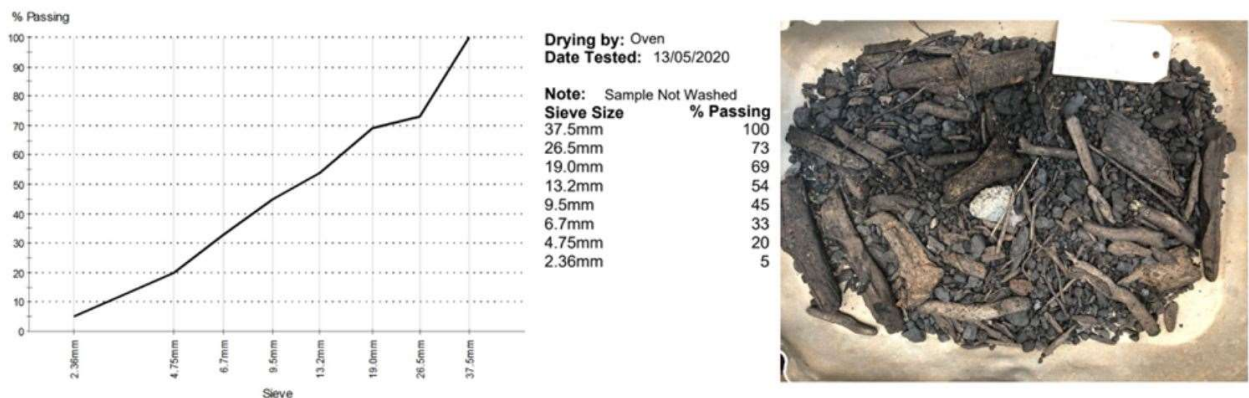 % Passing
100
90
80
70
60
50
40
30
20
10
0
2.36mm
4.75mm
6.7mm
9.5mm
13.2mm
19.0mm
26.5mm
37.5mm
Sieve
Drying by: Oven
Date Tested: 13/05/2020
Note: Sample Not Washed
Sieve Size % Passing
37.5mm 100
26.5mm 73
19.0mm 69
13.2mm 54
9.5mm 45
6.7mm 33
4.75mm 20
2.36mm 5